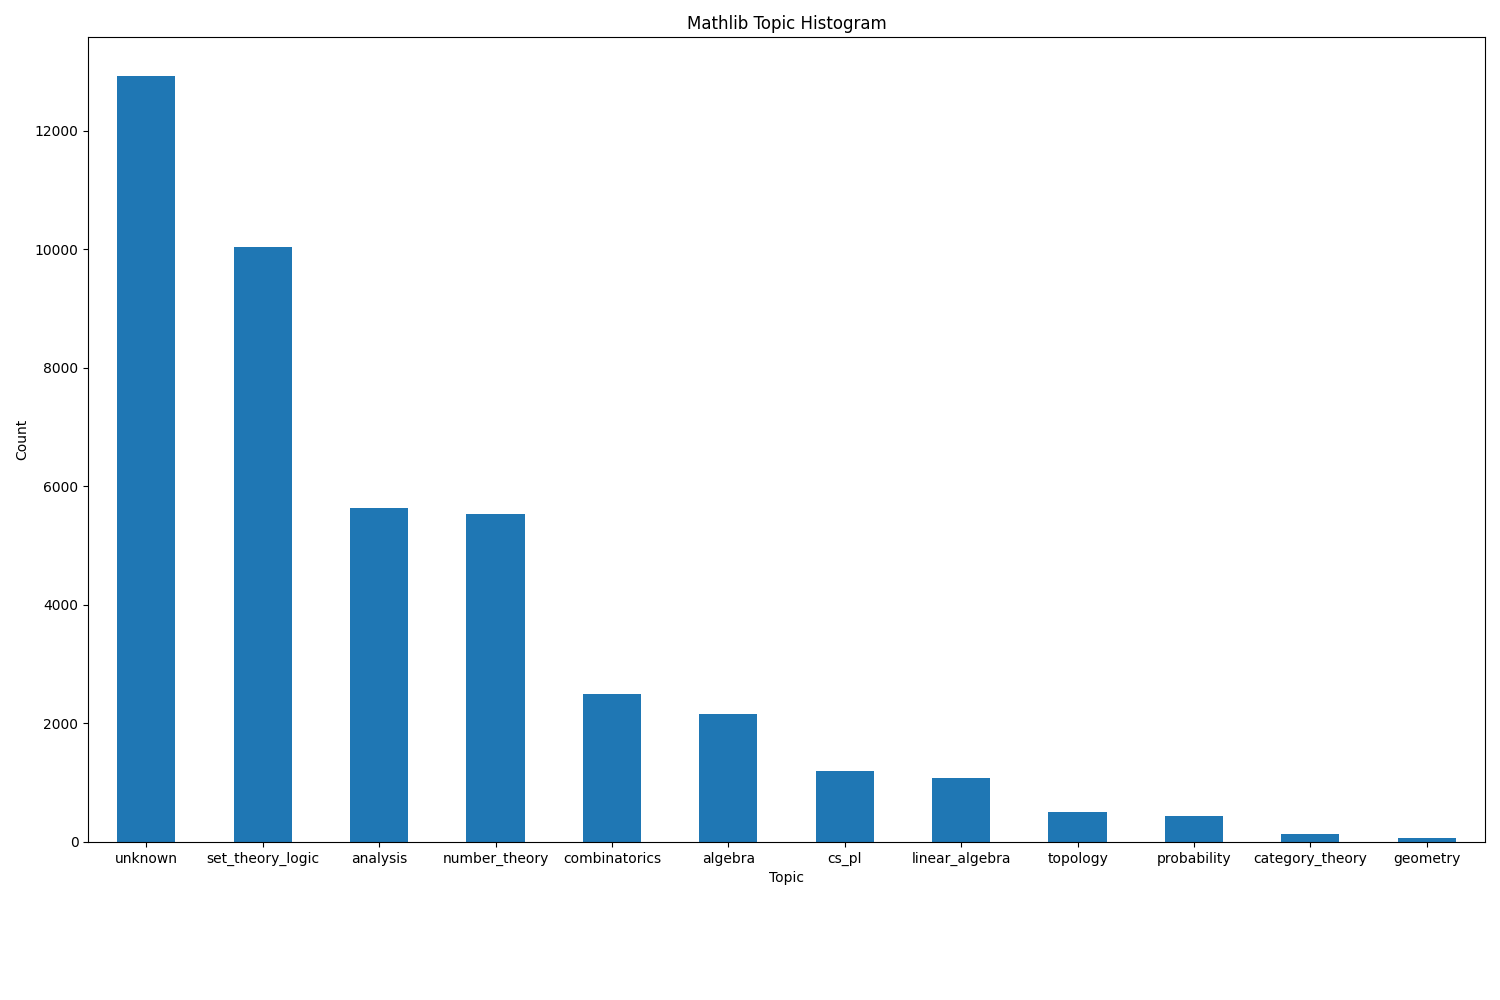 Mathlib Topic Histogram
Count
12000
10000
8000
6000
4000
2000
0
unknown set_theory_logic analysis number_theory combinatorics algebra cs_pl linear_algebra topology probability category_theory geometry
Topic